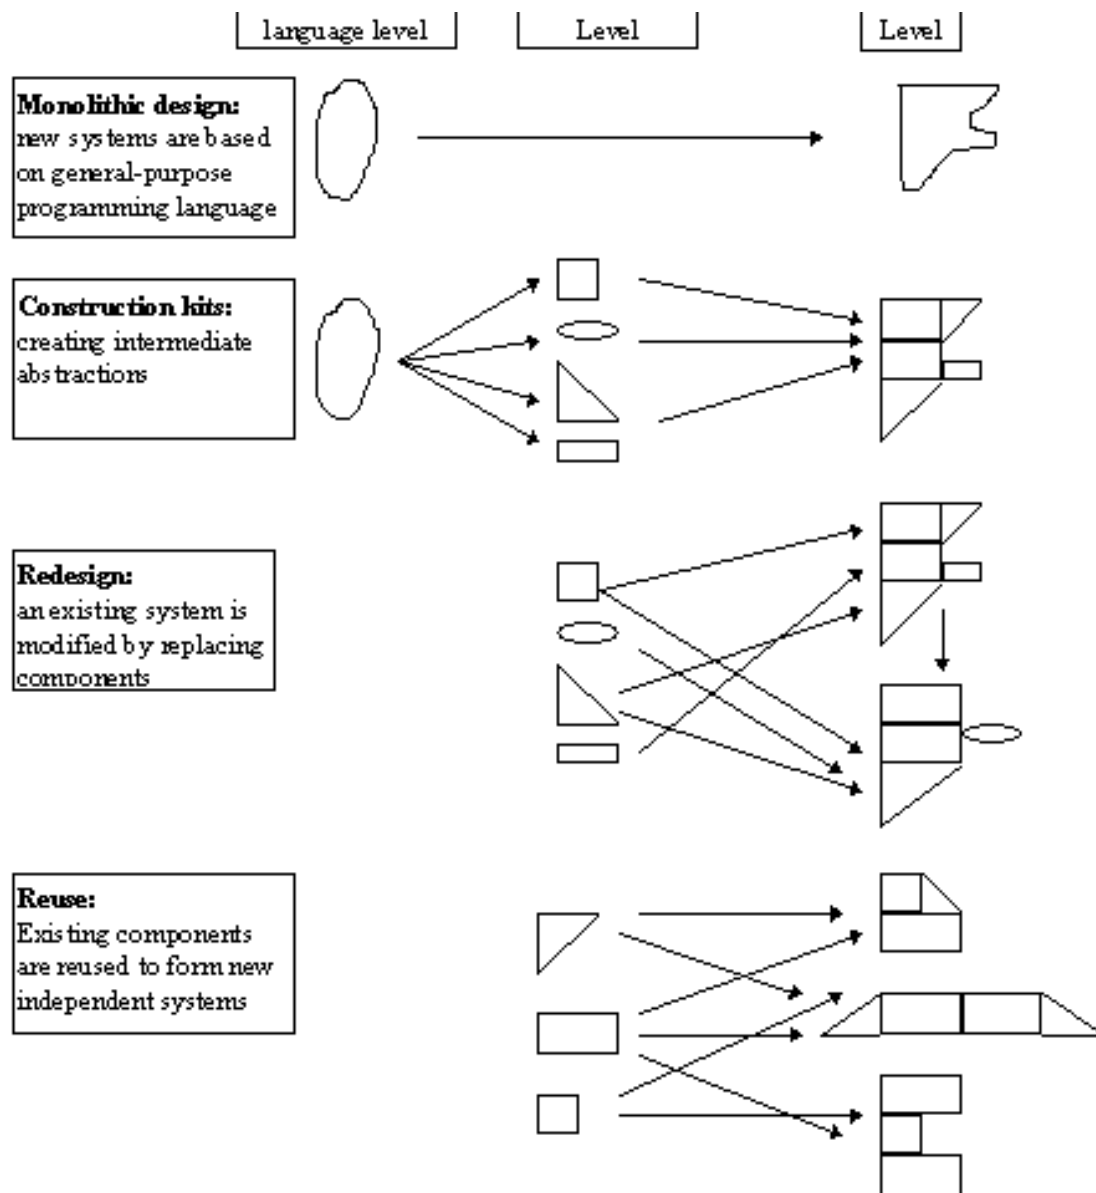 language level
Level
Level
Monolithic design:
new systems are based
on general-purpose
programming language
Construction kits:
creating intermediate
abstractions
Redesign:
an existing system is
modified by replacing
components
Reuse:
Existing components
are reused to form new
independent systems